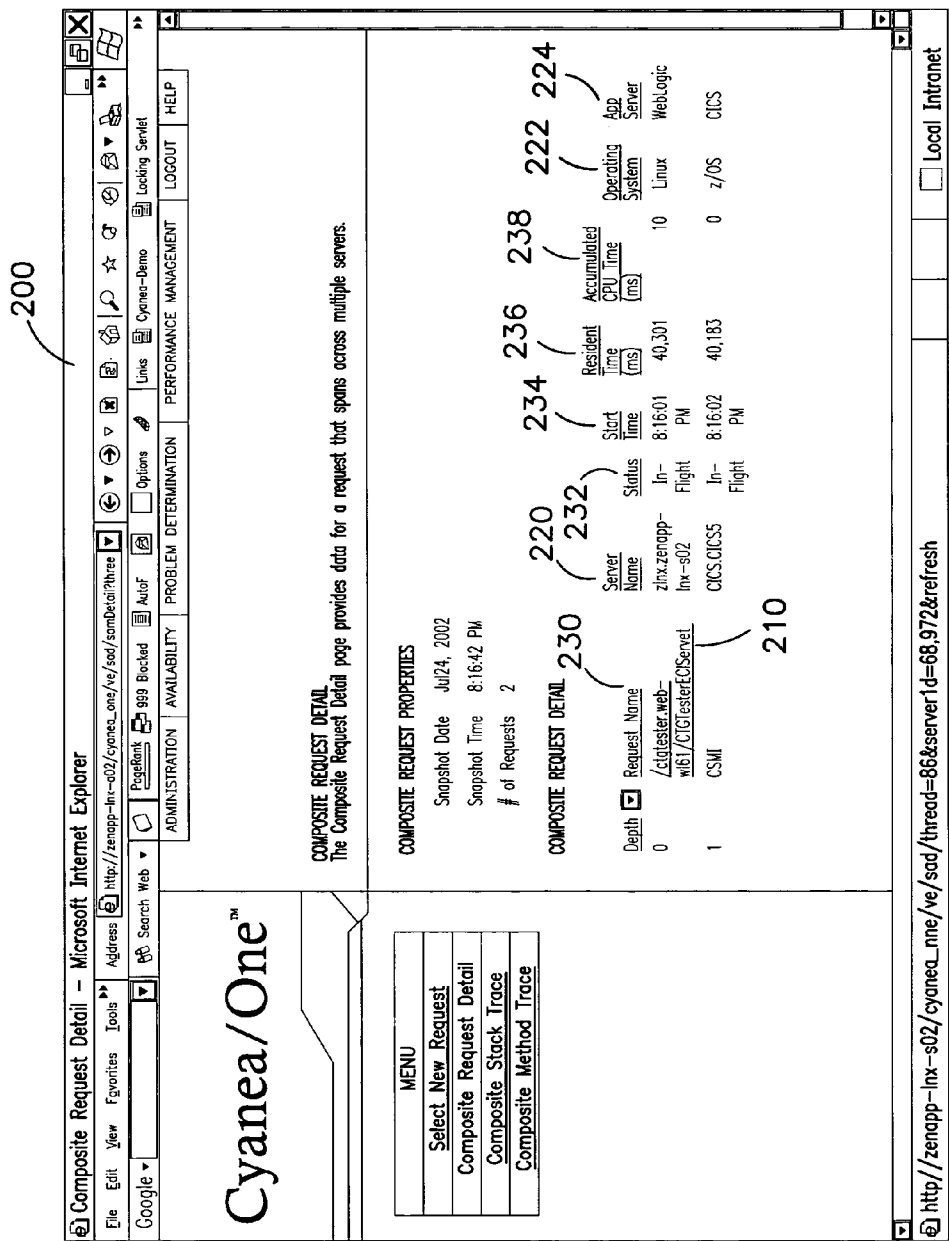 200
Composite Request Detail – Microsoft Internet Explorer
File Edit View Favorites Tools
Address http://zenapp-lnx-a02/cyanea_one/ve/sad/samDetail?three
Google Search Web PageRank 999 Blocked AutoF Options Links Cyanea-Demo Locking Servlet
ADMINISTRATION AVAILABILITY PROBLEM DETERMINATION PERFORMANCE MANAGEMENT LOGOUT HELP
Cyanea/One™
COMPOSITE REQUEST DETAIL
The Composite Request Detail page provides data for a request that spans across multiple servers.
MENU
Select New Request
Composite Request Detail
Composite Stack Trace
Composite Method Trace
COMPOSITE REQUEST PROPERTIES
Snapshot Date Jul24, 2002
Snapshot Time 8:16:42 PM
# of Requests 2
COMPOSITE REQUEST DETAIL
230 220 232 234 236 238 222 224
Depth Request Name Server Name Status Start Time Resident Time (ms) Accumulated CPU Time (ms) Operating System App Server
0 /ctgtester.web- zlnx.zenapp- In- 8:16:01 40,301 10 Linux WebLogic
wl61/CTGTesterECIServet lnx-s02 Flight PM
1 CSMI CICS.CICS5 In- 8:16:02 40,183 0 z/OS CICS
Flight PM
210
http//zenapp-lnx-s02/cyanea_nne/ve/sad/thread=86&server1d=68,972&refresh
Local Intranet